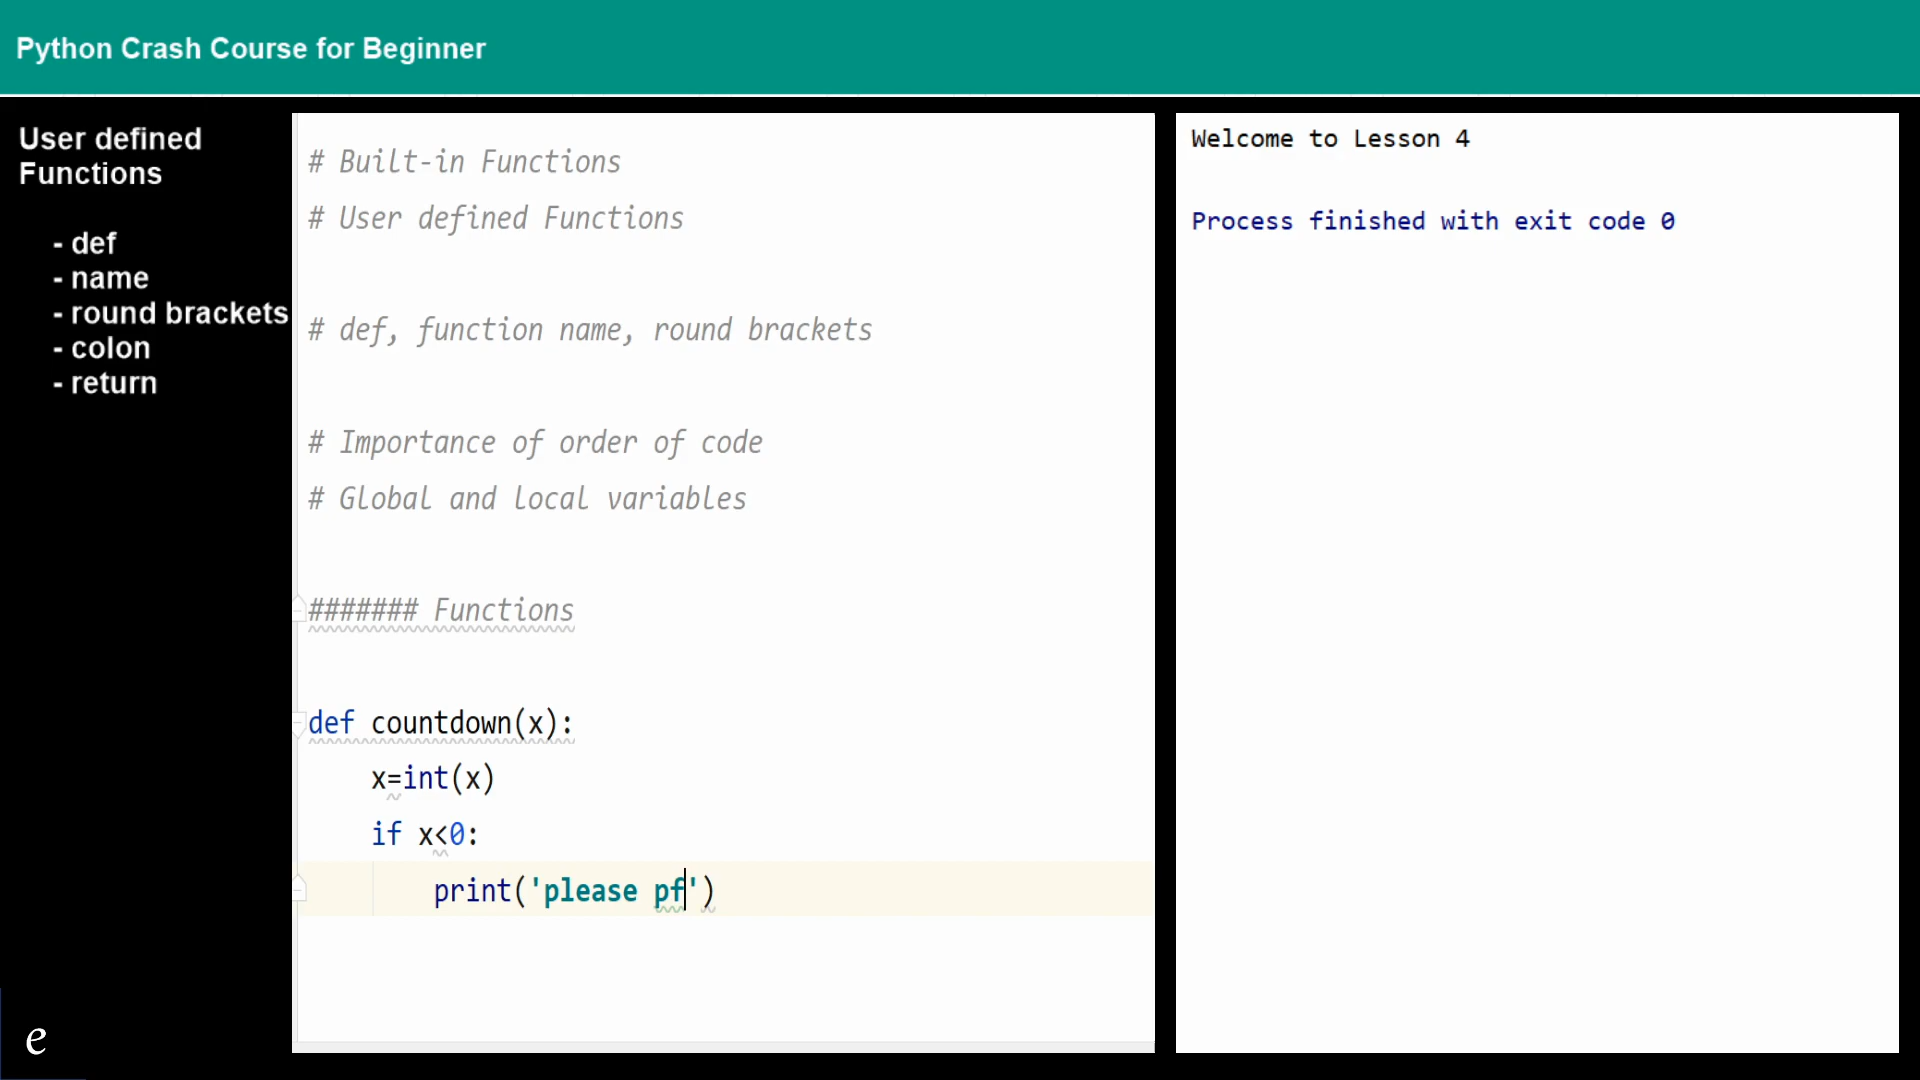 Python Crash Course for Beginner
User defined
Functions
- def
- name
- round brackets
- colon
- return
# Built-in Functions
# User defined Functions
# def, function name, round brackets
# Importance of order of code
# Global and local variables
####### Functions
def countdown(x):
x=int(x)
if x<0:
print('please pf')
Welcome to Lesson 4
Process finished with exit code 0
e